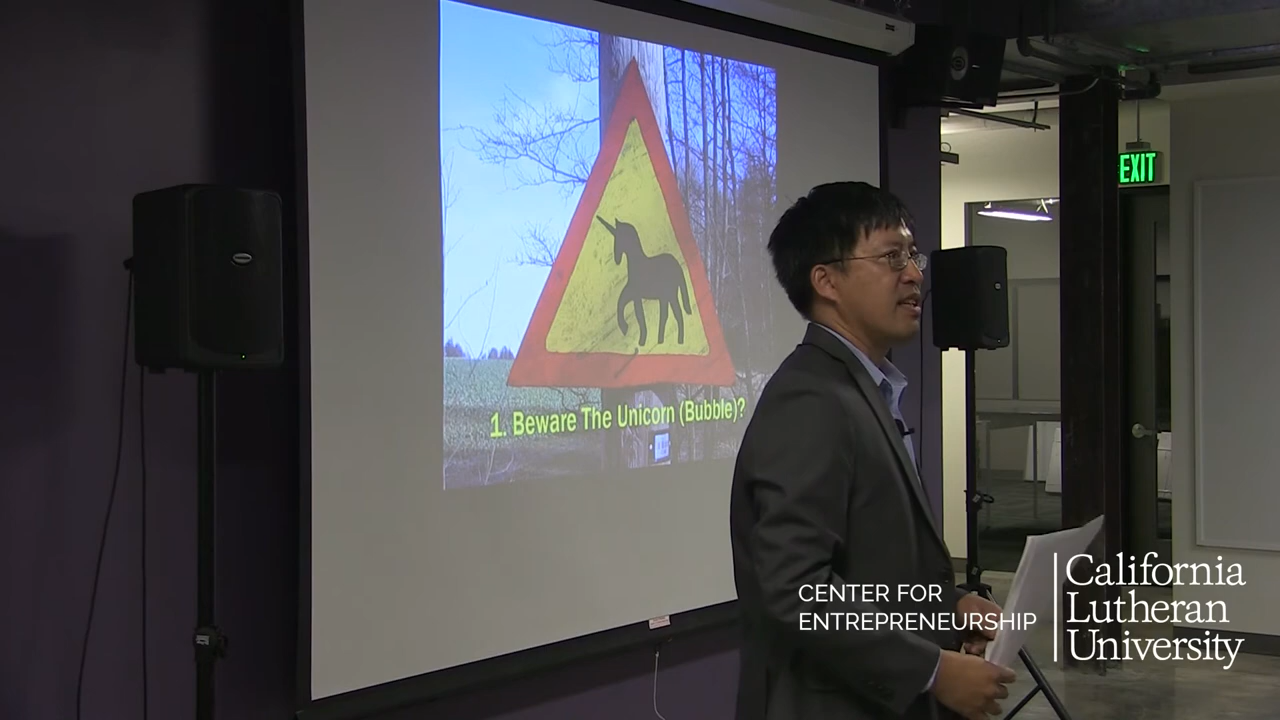 1. Beware The Unicorn (Bubble)?
EXIT
CENTER FOR
ENTREPRENEURSHIP
California
Lutheran
University